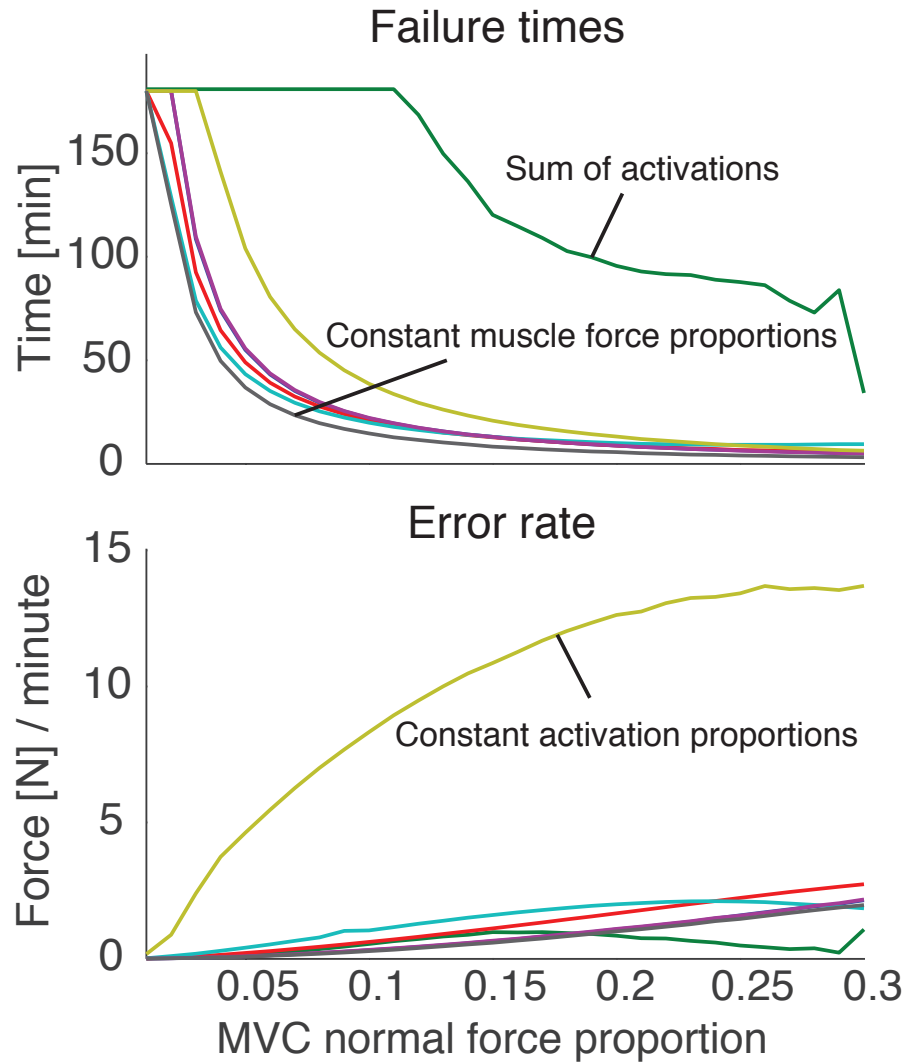 Failure times
Time [min]
150
100
50
0
Sum of activations
Constant muscle force proportions
Error rate
Force [N] / minute
15
10
5
0
Constant activation proportions
0.05 0.1 0.15 0.2 0.25 0.3
MVC normal force proportion